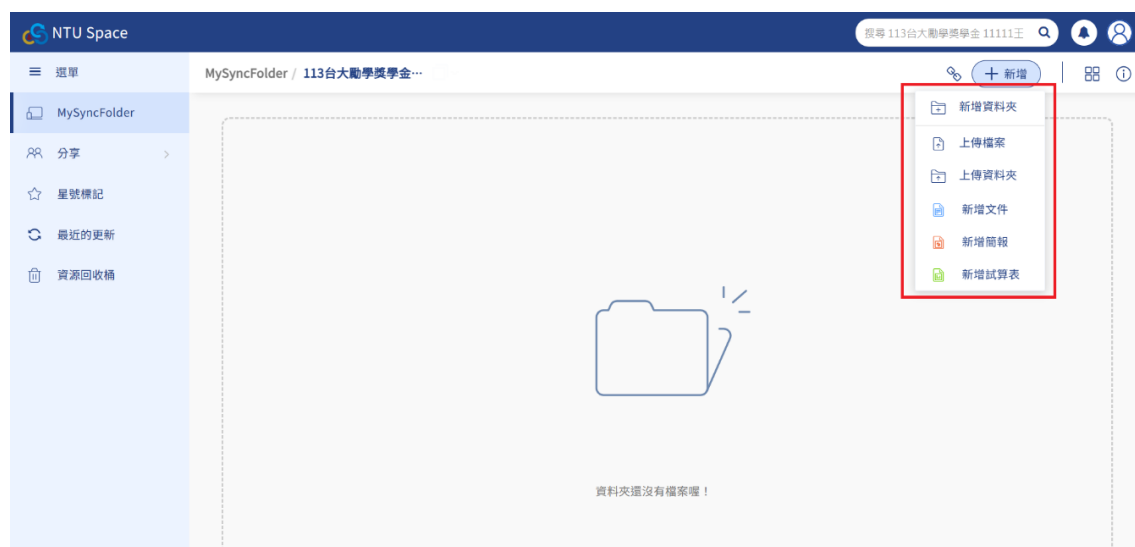 NTU Space
搜尋 113台大勵學獎學金 11111王
選單
MySyncFolder / 113台大勵學獎學金…
新增
MySyncFolder
分享
星號標記
最近的更新
資源回收桶
新增資料夾
上傳檔案
上傳資料夾
新增文件
新增簡報
新增試算表
資料夾還沒有檔案喔！